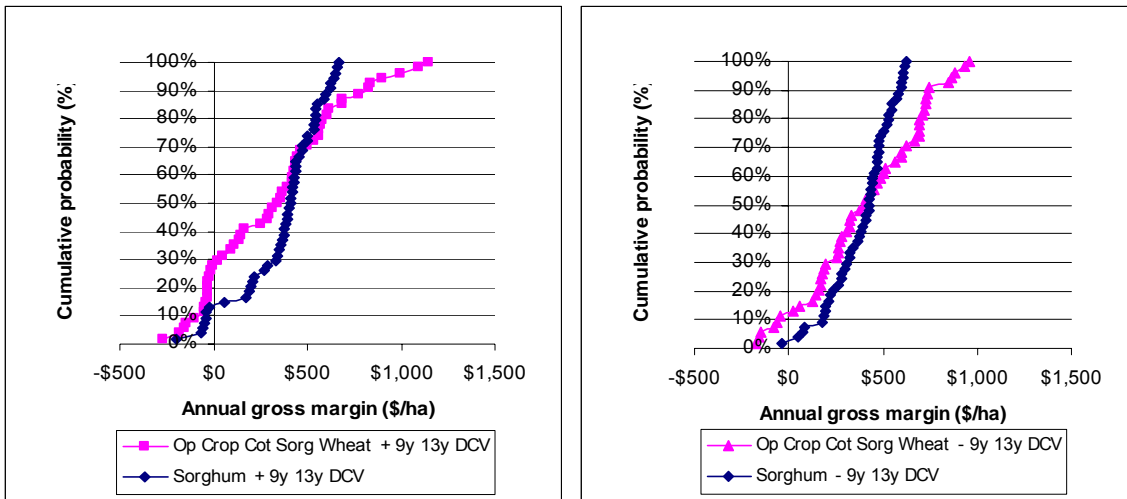 100%
90%
80%
70%
60%
50%
40%
30%
20%
10%
0%
Cumulative probability (%)
-$500 $0 $500 $1,000 $1,500
Annual gross margin ($/ha)
Op Crop Cot Sorg Wheat + 9y 13y DCV
Sorghum + 9y 13y DCV
100%
90%
80%
70%
60%
50%
40%
30%
20%
10%
0%
Cumulative probability (%)
-$500 $0 $500 $1,000 $1,500
Annual gross margin ($/ha)
Op Crop Cot Sorg Wheat - 9y 13y DCV
Sorghum - 9y 13y DCV